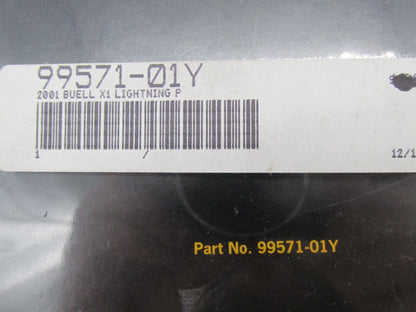 99571-01Y
2001 BUELL X1 LIGHTNING P
1 /
12/1
Part No. 99571-01Y